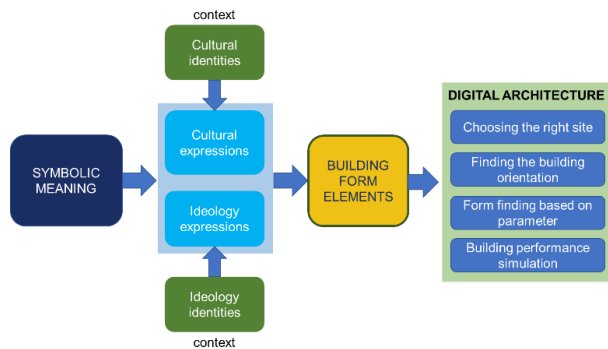 context
Cultural
identities
SYMBOLIC
MEANING
Cultural
expressions
Ideology
expressions
Ideology
identities
context
BUILDING
FORM
ELEMENTS
DIGITAL ARCHITECTURE
Choosing the right site
Finding the building
orientation
Form finding based on
parameter
Building performance
simulation